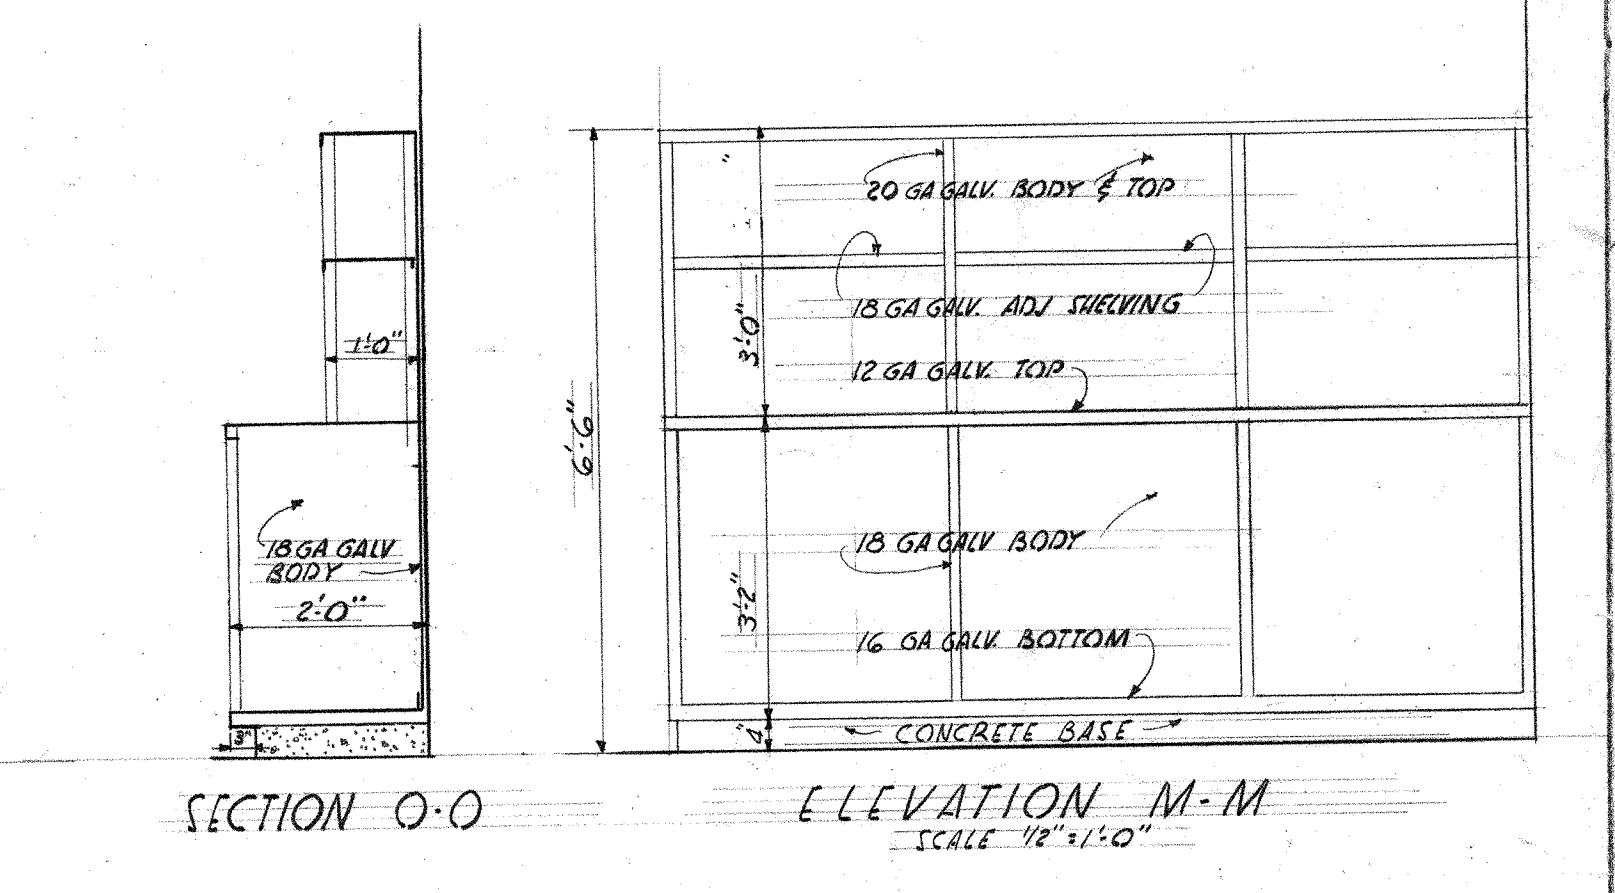 20 GA GALV. BODY & TOP
18 GA GALV. ADJ SHELVING
3'-0"
1'-0"
12 GA GALV. TOP
6'-6"
18 GA GALV
BODY
18 GA GALV BODY
2'-0"
3'-2"
16 GA GALV. BOTTOM
3"
4"
CONCRETE BASE
SECTION O-O
ELEVATION M-M
SCALE 1/2" = 1'-0"